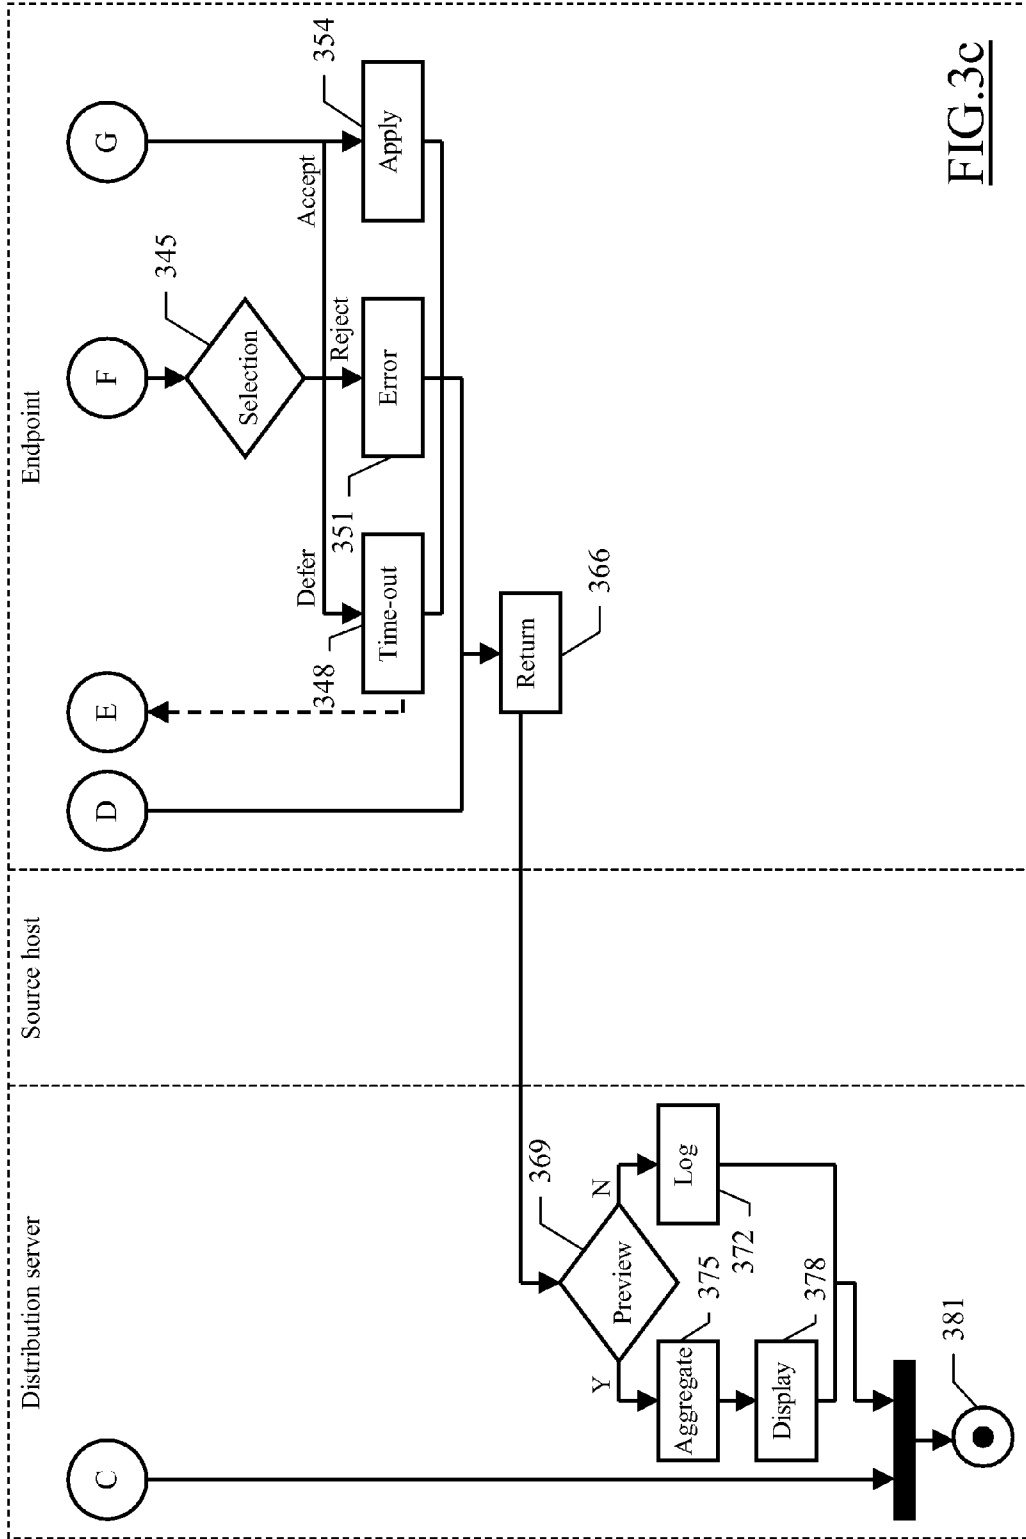 Distribution server
Source host
Endpoint
C
D
E
F
G
345
Selection
Defer
Reject
Accept
348
351
354
Time-out
Error
Apply
Return
366
369
Preview
Y
N
Aggregate
375
Log
372
Display
378
381
FIG.3c